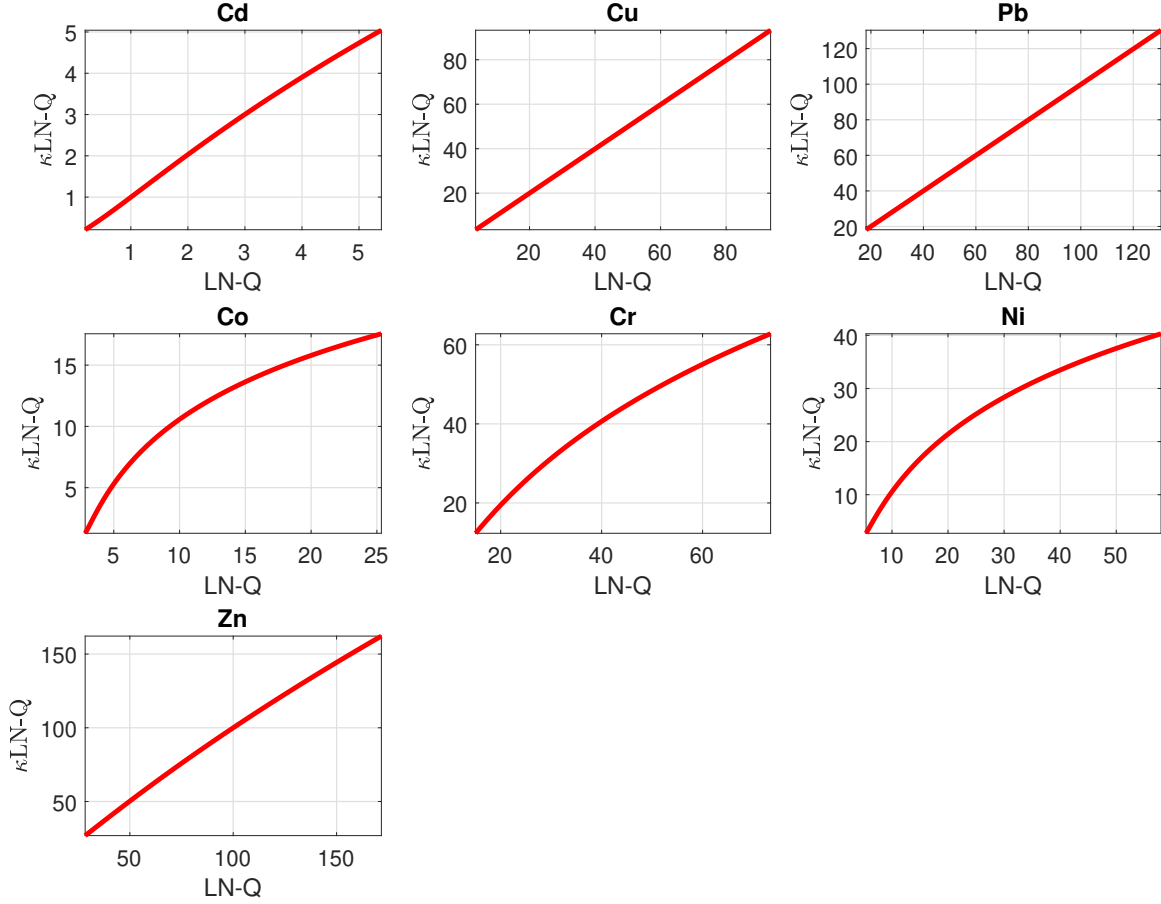 Cd
κLN-Q
5
4
3
2
1
1 2 3 4 5
LN-Q
Cu
κLN-Q
80
60
40
20
20 40 60 80
LN-Q
Pb
κLN-Q
120
100
80
60
40
20
20 40 60 80 100 120
LN-Q
Co
κLN-Q
15
10
5
5 10 15 20 25
LN-Q
Cr
κLN-Q
60
40
20
20 40 60
LN-Q
Ni
κLN-Q
40
30
20
10
10 20 30 40 50
LN-Q
Zn
κLN-Q
150
100
50
50 100 150
LN-Q